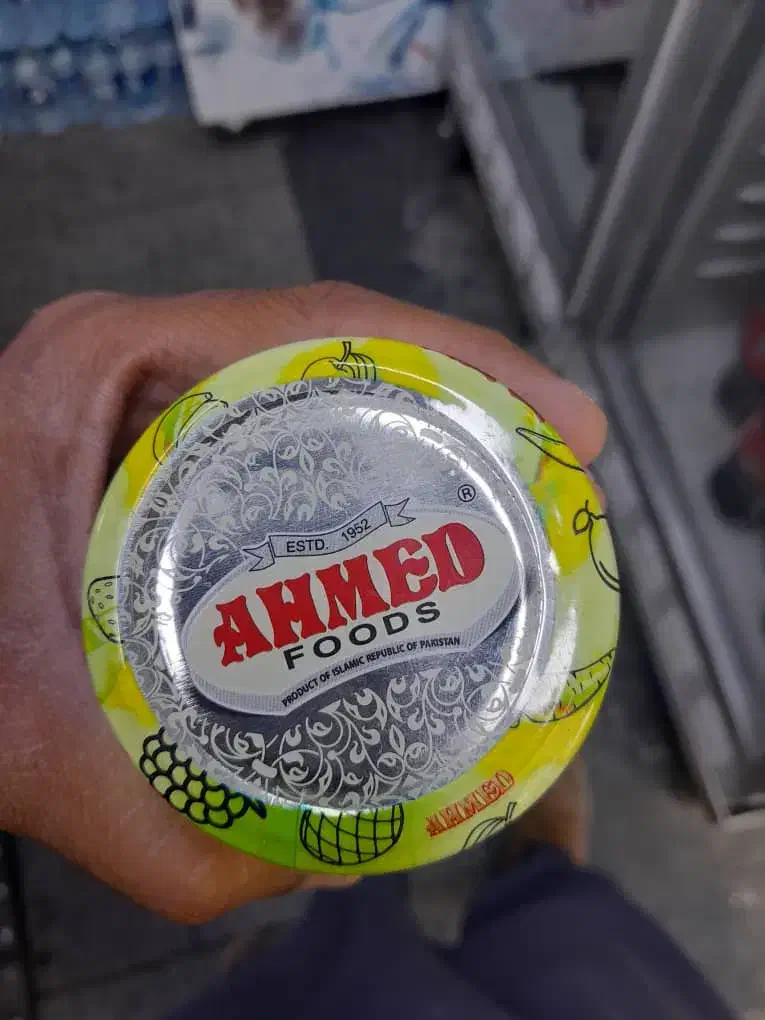 ®
ESTD. 1952
AHMED
FOODS
PRODUCT OF ISLAMIC REPUBLIC OF PAKISTAN
AHMED